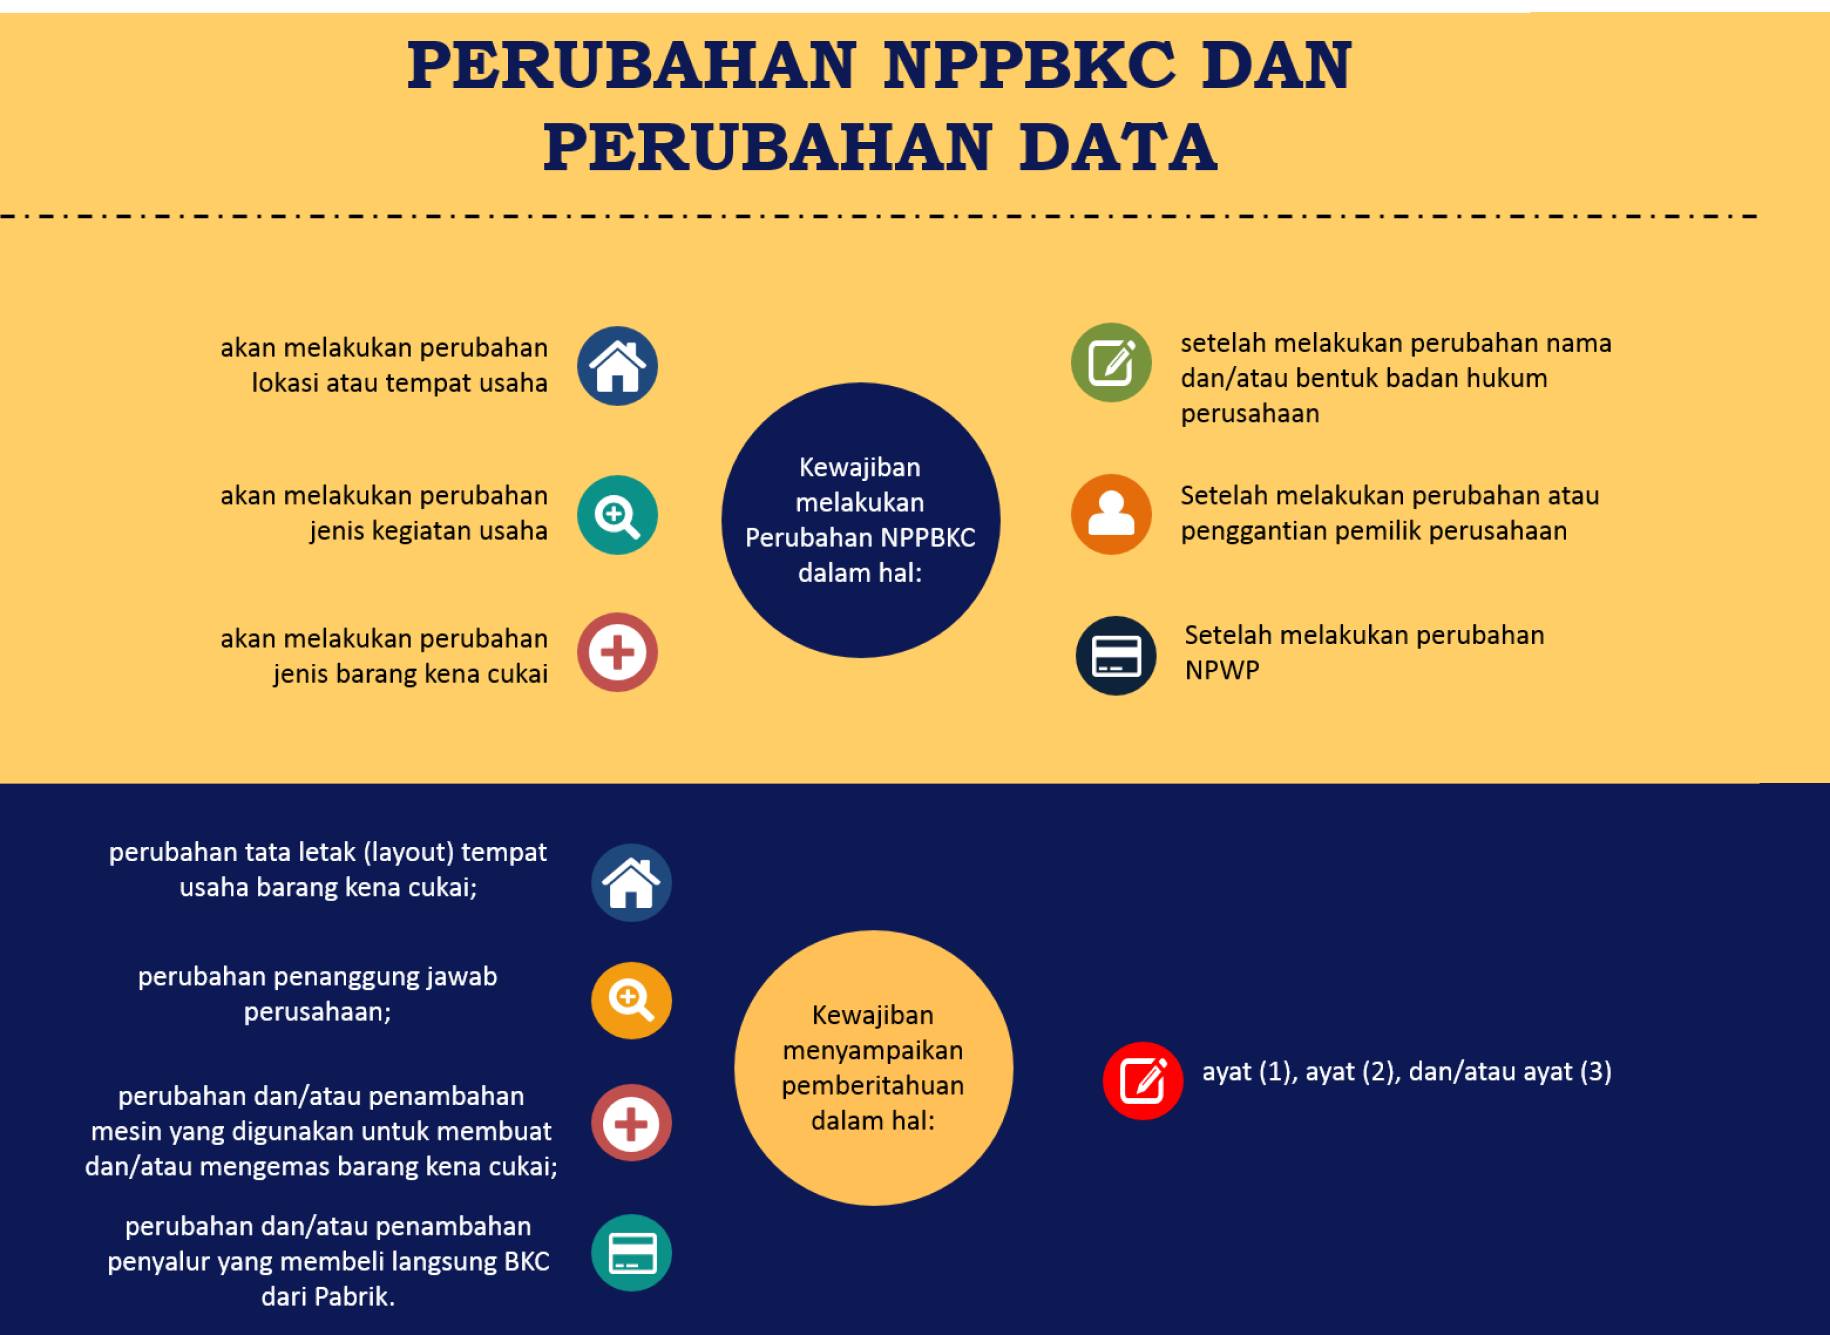 PERUBAHAN NPPBKC DAN
PERUBAHAN DATA
akan melakukan perubahan
lokasi atau tempat usaha
akan melakukan perubahan
jenis kegiatan usaha
akan melakukan perubahan
jenis barang kena cukai
Kewajiban
melakukan
Perubahan NPPBKC
dalam hal:
setelah melakukan perubahan nama
dan/atau bentuk badan hukum
perusahaan
Setelah melakukan perubahan atau
penggantian pemilik perusahaan
Setelah melakukan perubahan
NPWP
perubahan tata letak (layout) tempat
usaha barang kena cukai;
perubahan penanggung jawab
perusahaan;
perubahan dan/atau penambahan
mesin yang digunakan untuk membuat
dan/atau mengemas barang kena cukai;
perubahan dan/atau penambahan
penyalur yang membeli langsung BKC
dari Pabrik.
Kewajiban
menyampaikan
pemberitahuan
dalam hal:
ayat (1), ayat (2), dan/atau ayat (3)